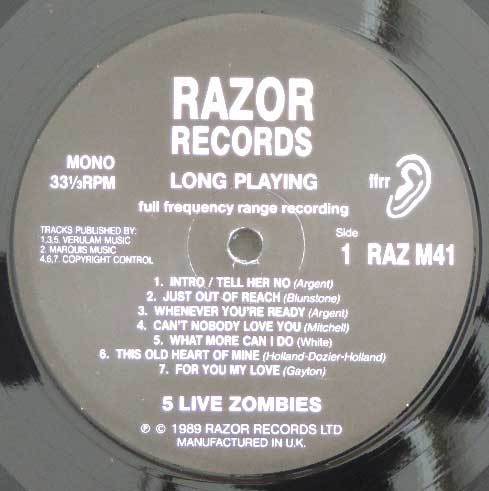 RAZOR
RECORDS
MONO
33⅓RPM
LONG PLAYING
ffrr
full frequency range recording
TRACKS PUBLISHED BY:
1,3,5. VERULAM MUSIC
2. MARQUIS MUSIC
4,6,7. COPYRIGHT CONTROL
Side
1 RAZ M41
1. INTRO / TELL HER NO (Argent)
2. JUST OUT OF REACH (Blunstone)
3. WHENEVER YOU'RE READY (Argent)
4. CAN'T NOBODY LOVE YOU (Mitchell)
5. WHAT MORE CAN I DO (White)
6. THIS OLD HEART OF MINE (Holland-Dozier-Holland)
7. FOR YOU MY LOVE (Gayton)
5 LIVE ZOMBIES
℗ © 1989 RAZOR RECORDS LTD
MANUFACTURED IN U.K.